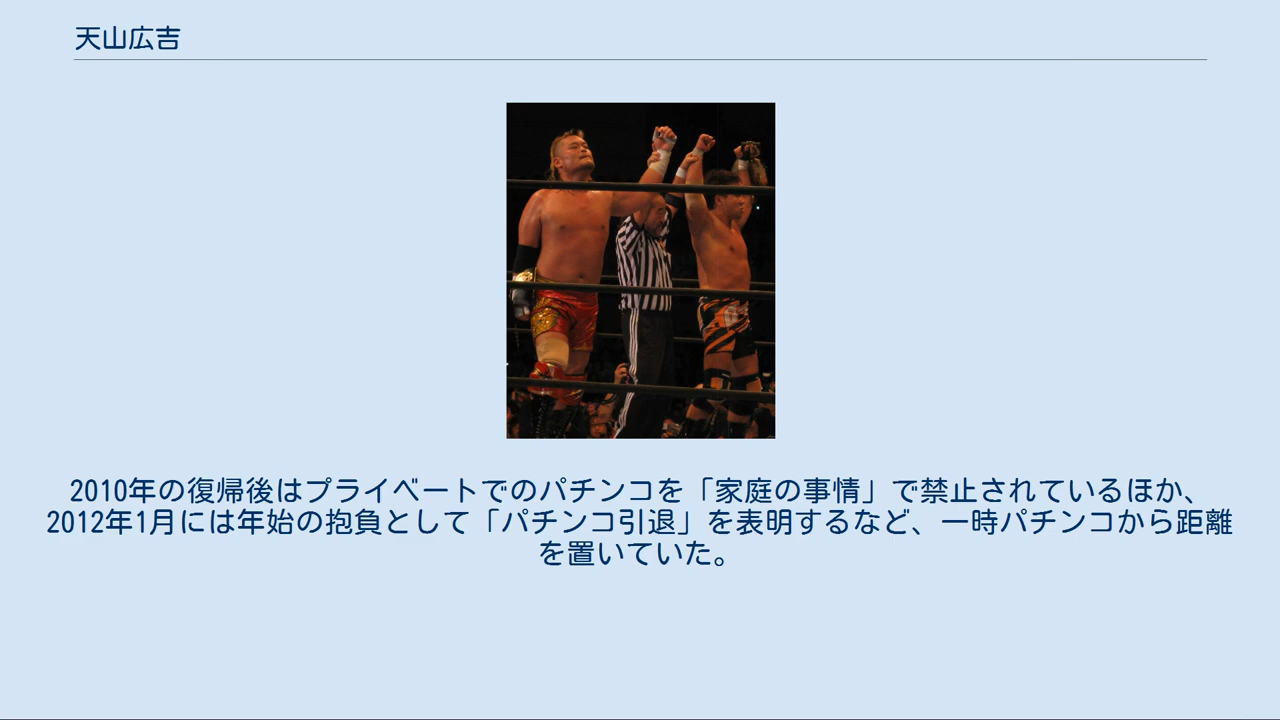 天山広吉
2010年の復帰後はプライベートでのパチンコを「家庭の事情」で禁止されているほか、
2012年1月には年始の抱負として「パチンコ引退」を表明するなど、一時パチンコから距離
を置いていた。